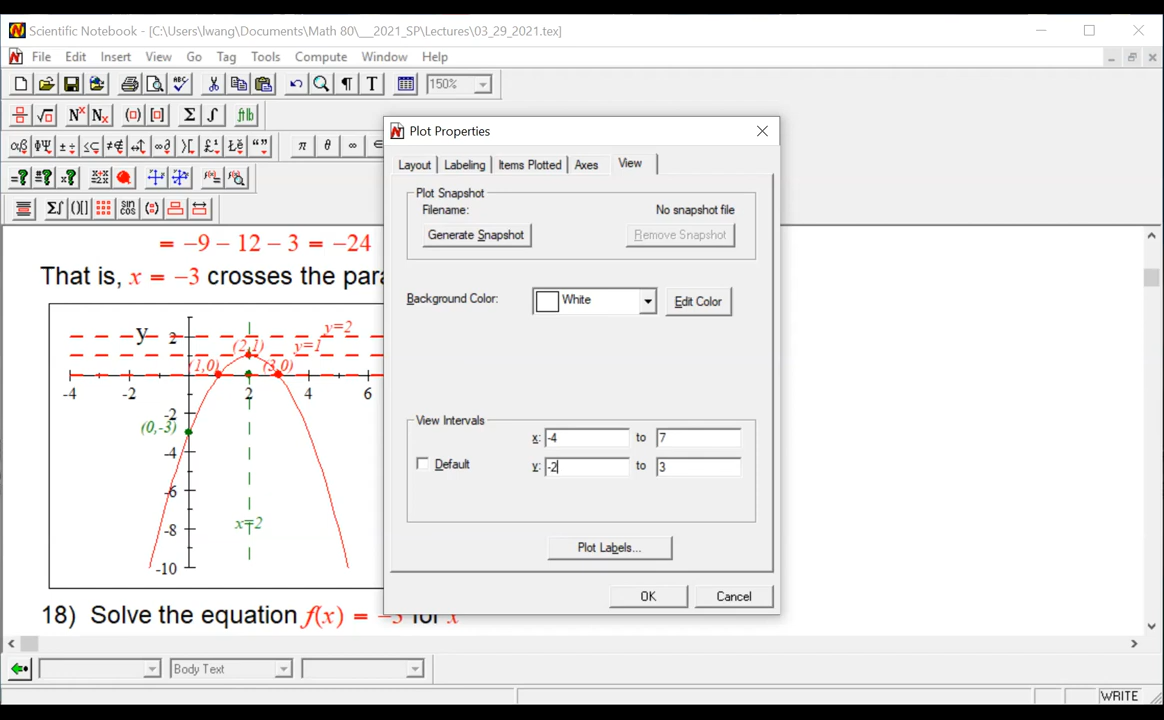 Scientific Notebook - [C:\Users\lwang\Documents\Math 80\__2021_SP\Lectures\03_29_2021.tex]
File Edit Insert View Go Tag Tools Compute Window Help
150%
= −9 − 12 − 3 = −24
That is, x = −3 crosses the para
y
2
y=2
(2,1)
y=1
(1,0)
(3,0)
-4 -2 2 4 6
-2
(0,-3)
-4
-6
-8
x=2
-10
18) Solve the equation f(x) = −3 for x
Plot Properties
Layout Labeling Items Plotted Axes View
Plot Snapshot
Filename: No snapshot file
Generate Snapshot Remove Snapshot
Background Color: White Edit Color
View Intervals
x: -4 to 7
Default y: -2 to 3
Plot Labels...
OK Cancel
Body Text
WRITE